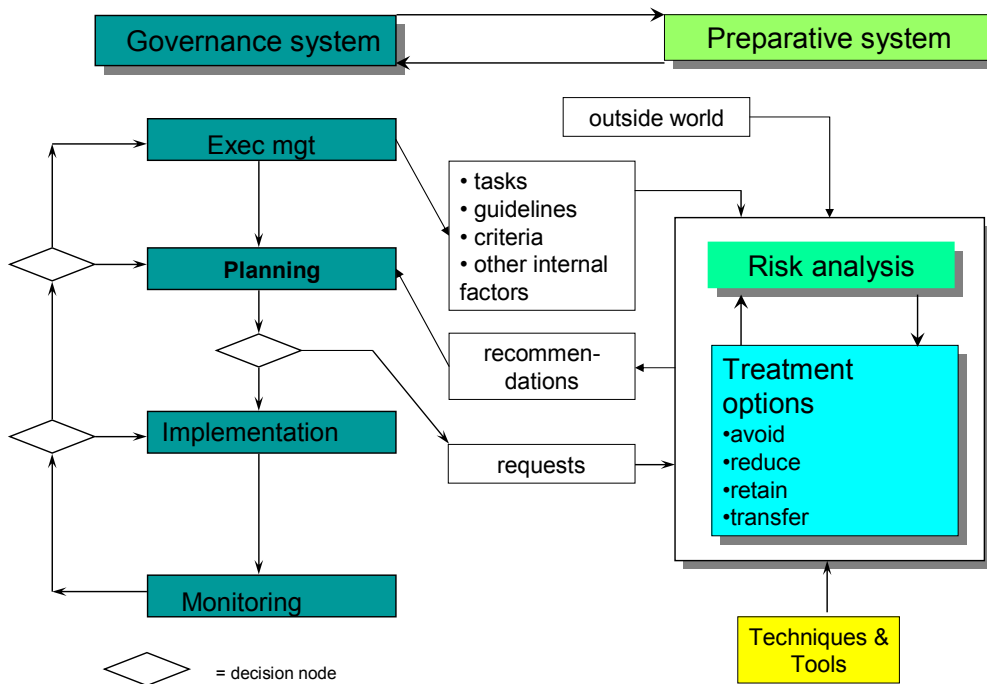 Governance system
Preparative system
outside world
Exec mgt
• tasks
• guidelines
• criteria
• other internal
factors
Risk analysis
Planning
recommen-
dations
Treatment
options
•avoid
•reduce
•retain
•transfer
Implementation
requests
Monitoring
Techniques &
Tools
= decision node